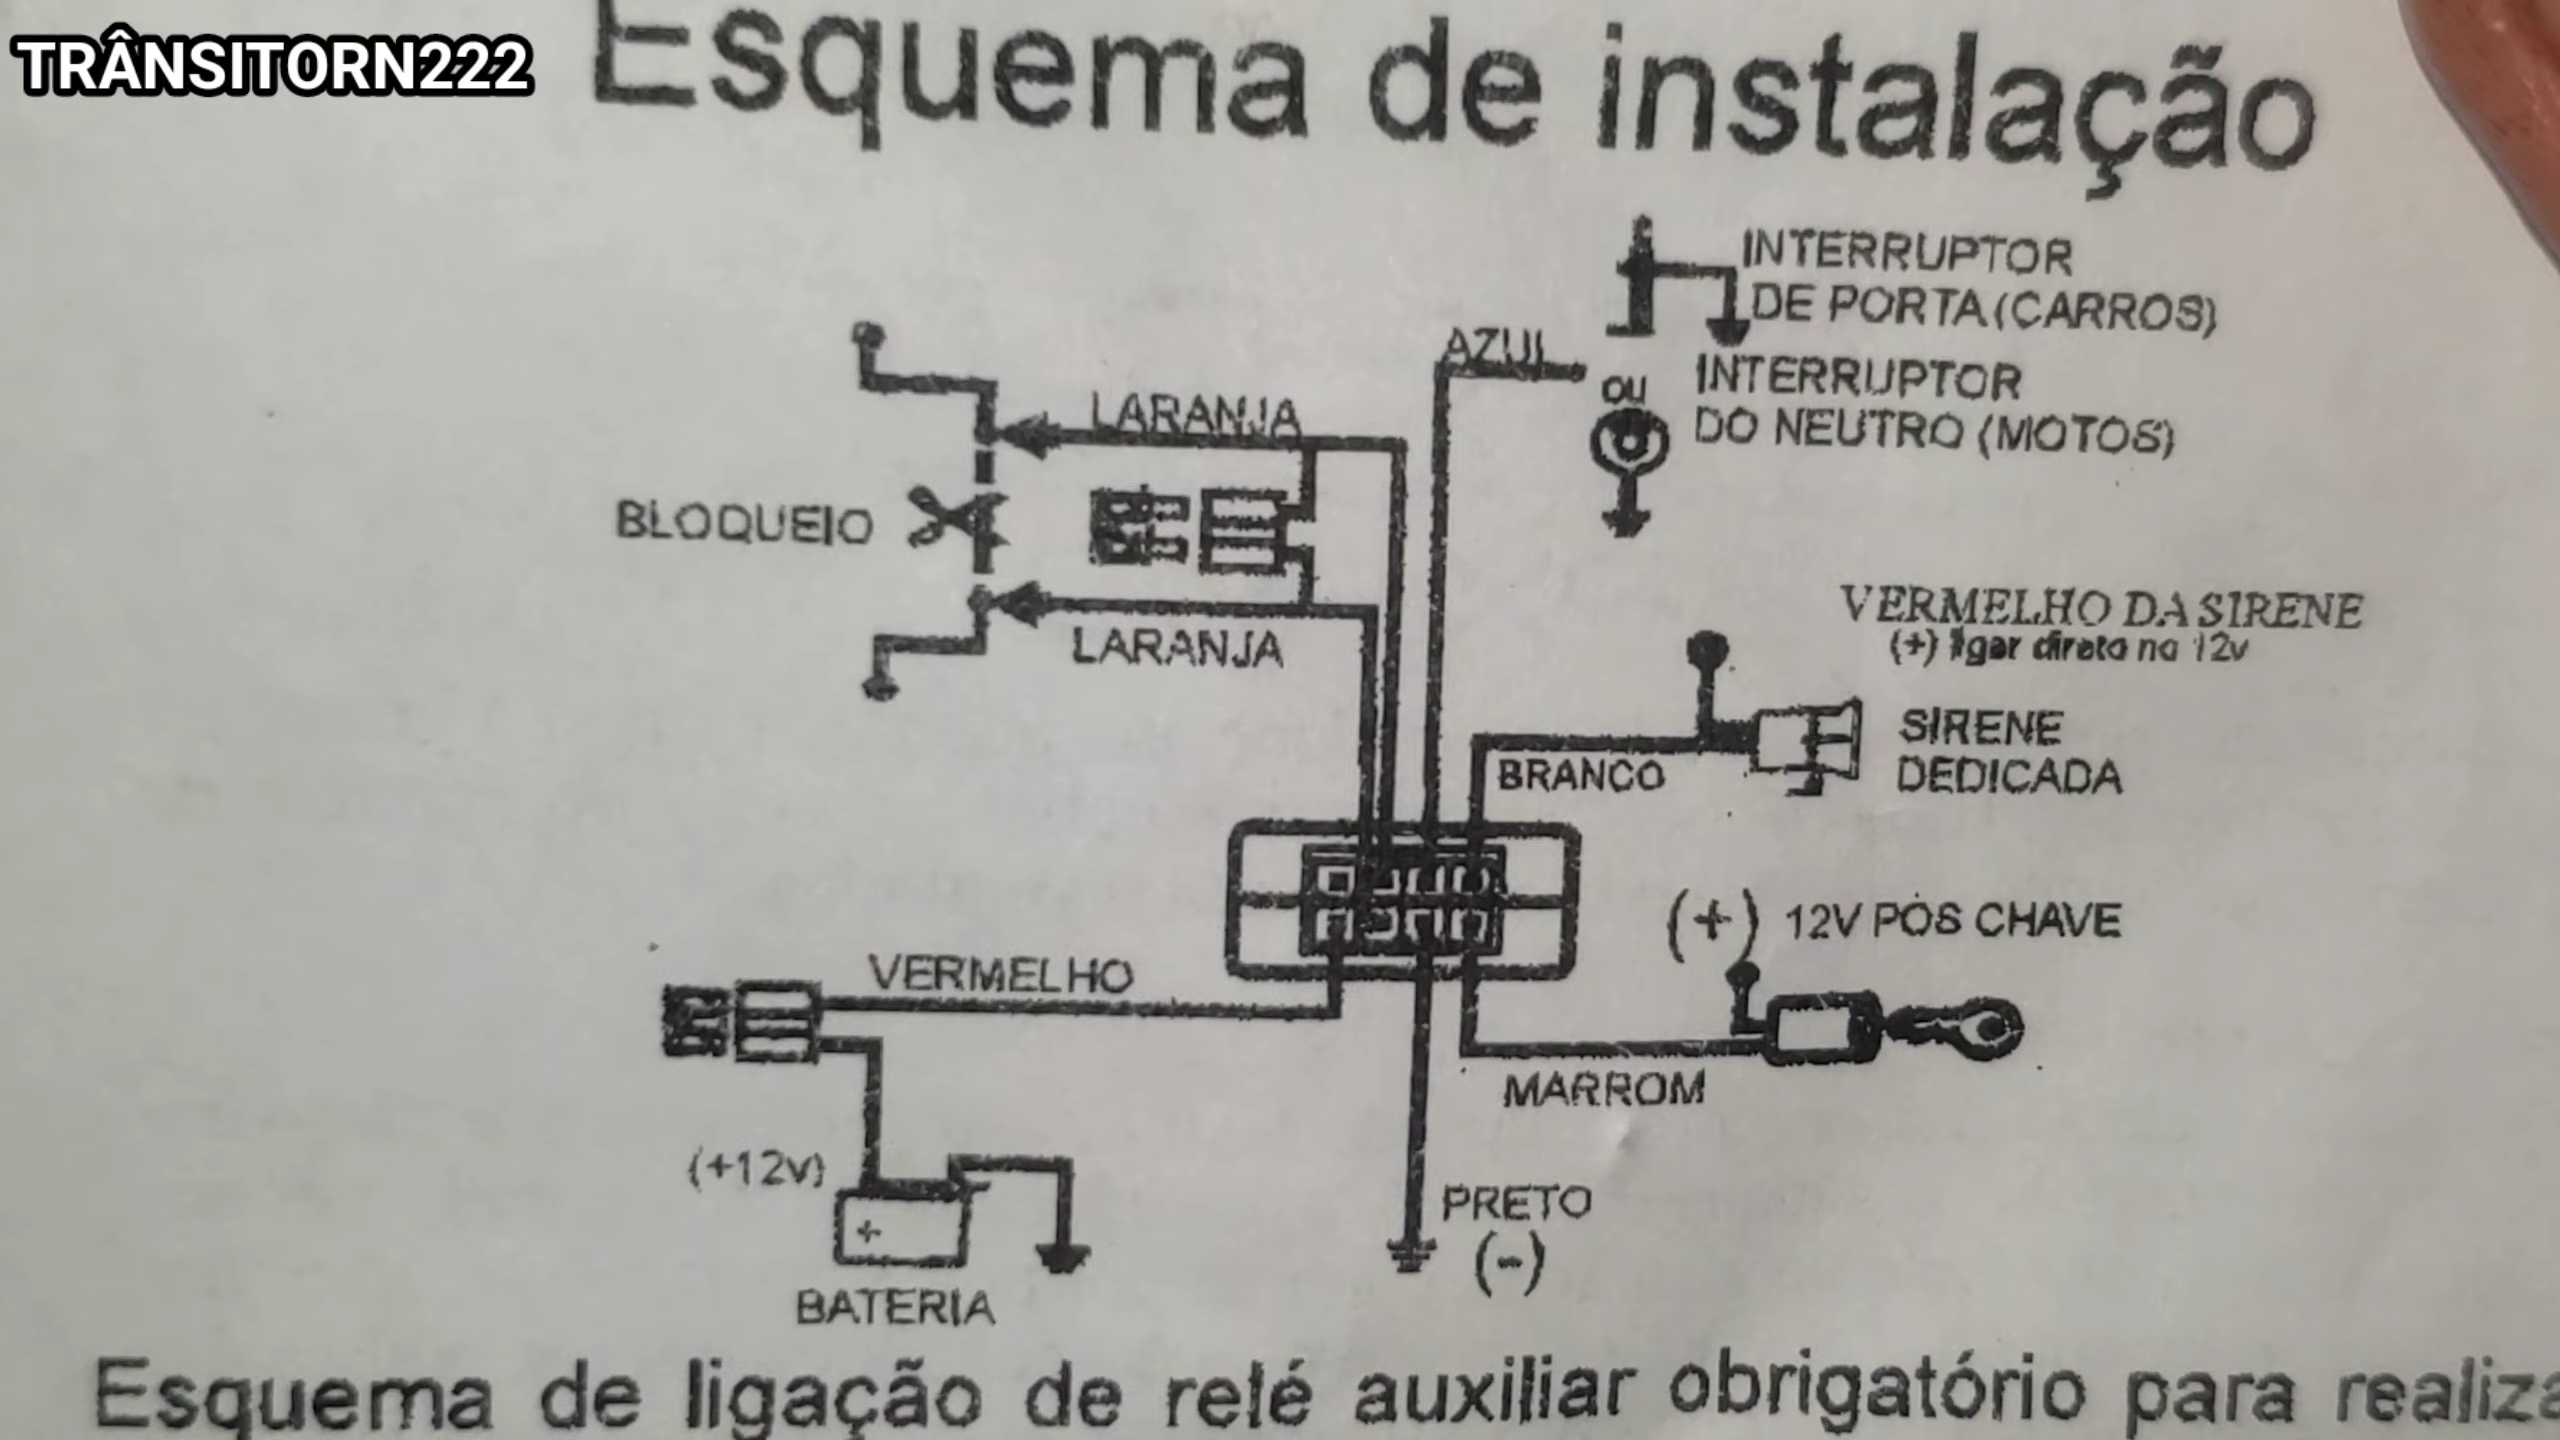 TRÂNSITORN222
Esquema de instalação
INTERRUPTOR
DE PORTA (CARROS)
AZUL
OU
INTERRUPTOR
DO NEUTRO (MOTOS)
LARANJA
BLOQUEIO
LARANJA
VERMELHO DA SIRENE
(+) ligar direto no 12v
SIRENE
DEDICADA
BRANCO
(+) 12V PÓS CHAVE
VERMELHO
MARROM
(+12v)
+
PRETO
(-)
BATERIA
Esquema de ligação de relé auxiliar obrigatório para realiza